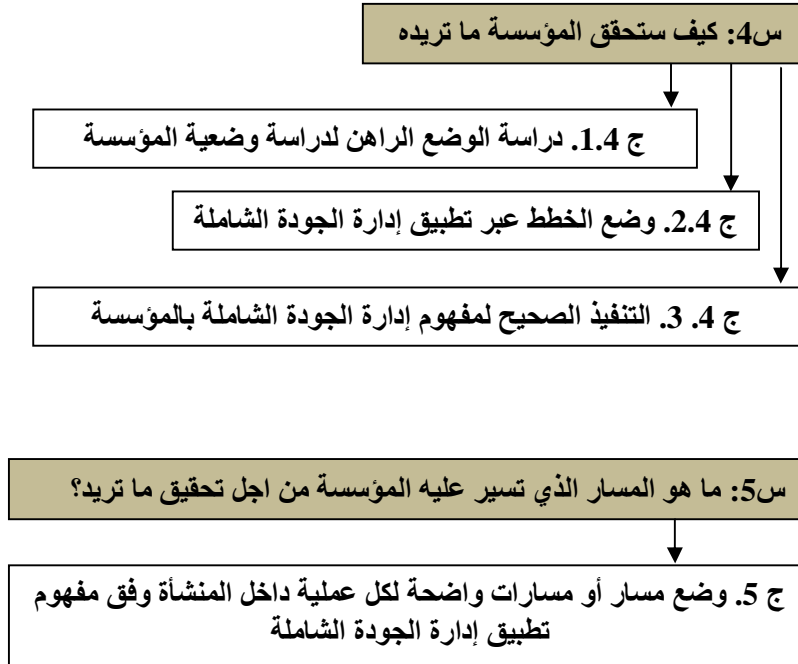 س4: كيف ستحقق المؤسسة ما تريده
ج 1.4. دراسة الوضع الراهن لدراسة وضعية المؤسسة
ج 2.4. وضع الخطط عبر تطبيق إدارة الجودة الشاملة
ج 4. 3. التنفيذ الصحيح لمفهوم إدارة الجودة الشاملة بالمؤسسة
س5: ما هو المسار الذي تسير عليه المؤسسة من اجل تحقيق ما تريد؟
ج 5. وضع مسار أو مسارات واضحة لكل عملية داخل المنشأة وفق مفهوم
تطبيق إدارة الجودة الشاملة